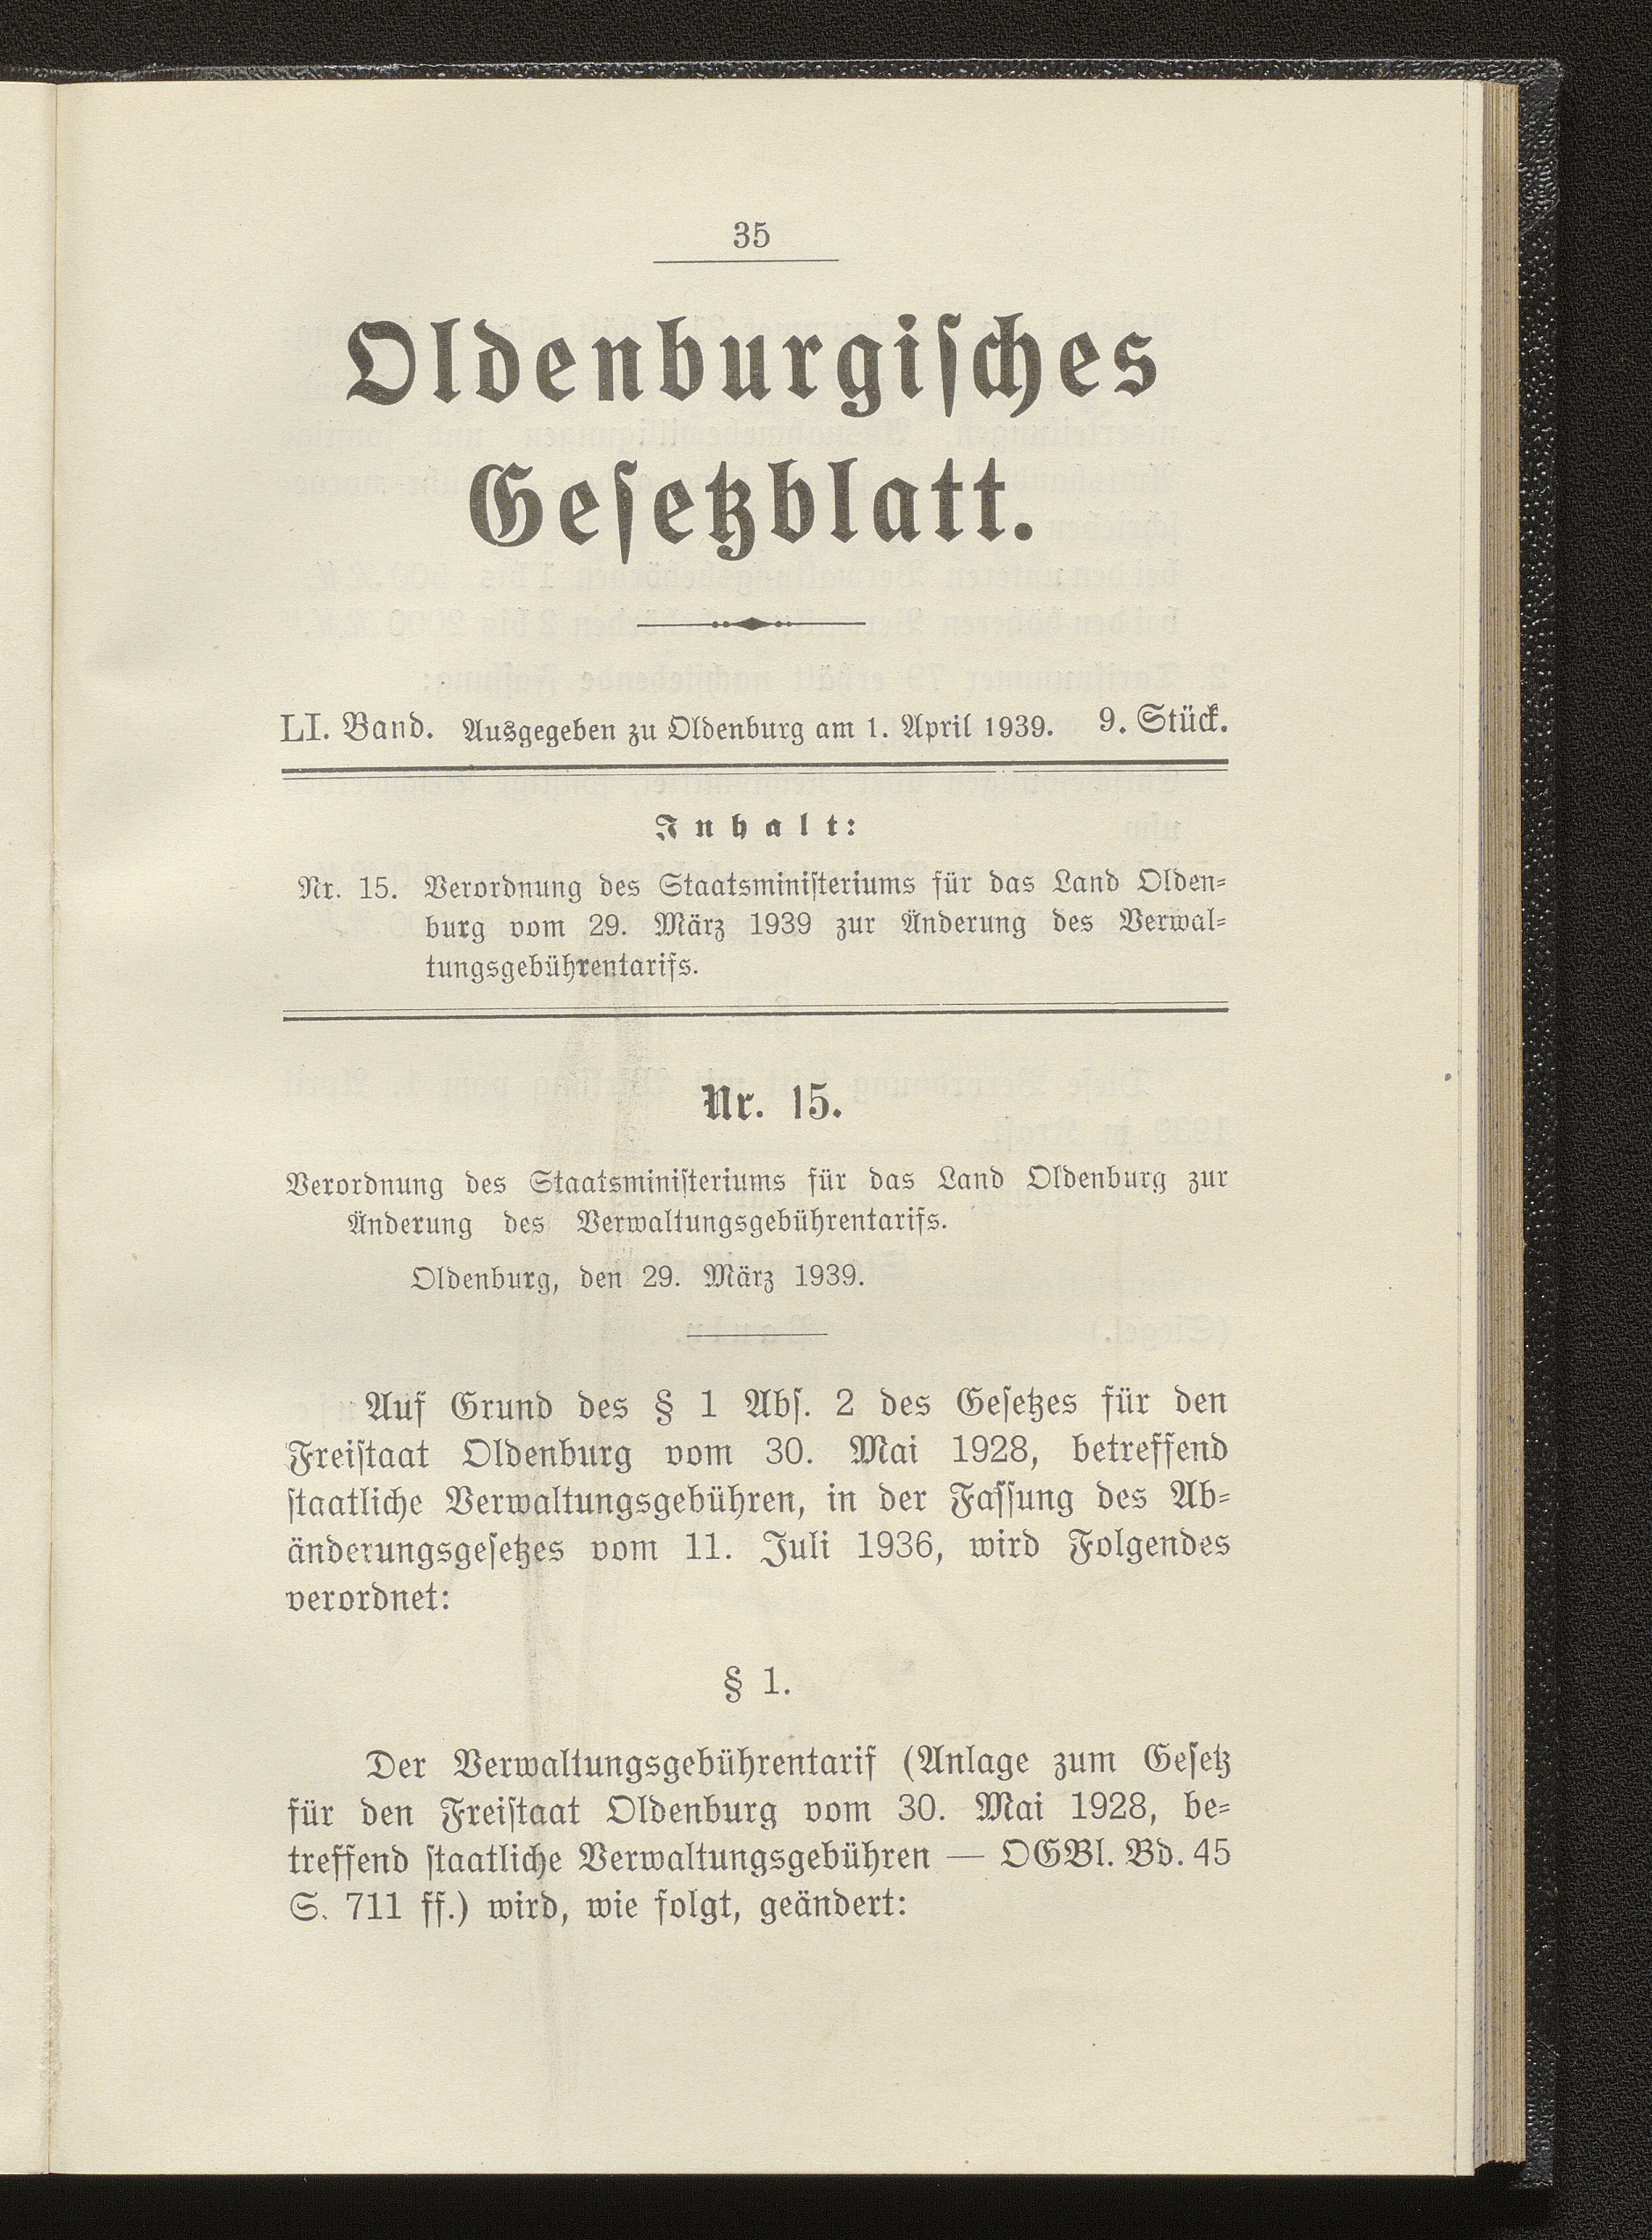 35
Oldenburgisches
Gesetzblatt.
LI. Band. Ausgegeben zu Oldenburg am 1. April 1939. 9. Stück.
Inhalt:
Nr. 15. Verordnung des Staatsministeriums für das Land Olden-
burg vom 29. März 1939 zur Änderung des Verwal-
tungsgebührentarifs.
Nr. 15.
Verordnung des Staatsministeriums für das Land Oldenburg zur
Änderung des Verwaltungsgebührentarifs.
Oldenburg, den 29. März 1939.
Auf Grund des § 1 Abs. 2 des Gesetzes für den
Freistaat Oldenburg vom 30. Mai 1928, betreffend
staatliche Verwaltungsgebühren, in der Fassung des Ab-
änderungsgesetzes vom 11. Juli 1936, wird Folgendes
verordnet:
§ 1.
Der Verwaltungsgebührentarif (Anlage zum Gesetz
für den Freistaat Oldenburg vom 30. Mai 1928, be-
treffend staatliche Verwaltungsgebühren — OGBl. Bd. 45
S. 711 ff.) wird, wie folgt, geändert: